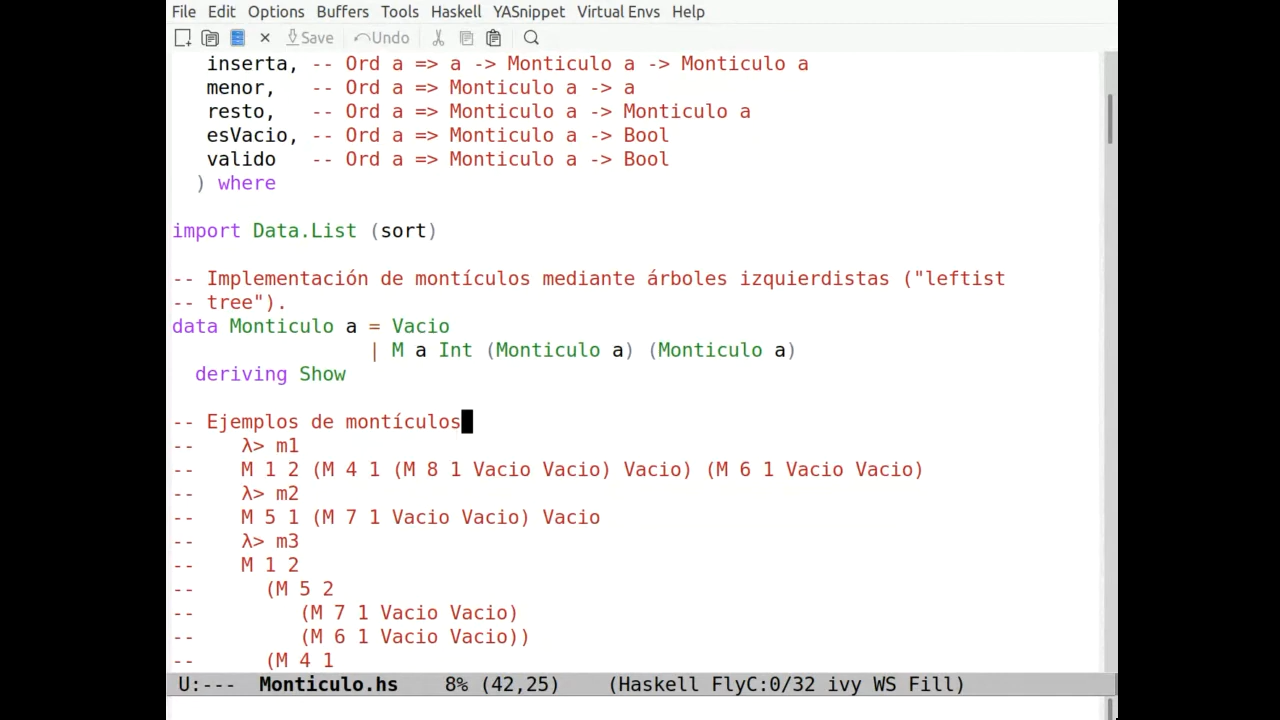 File Edit Options Buffers Tools Haskell YASnippet Virtual Envs Help
Save Undo
inserta, -- Ord a => a -> Monticulo a -> Monticulo a
menor,   -- Ord a => Monticulo a -> a
resto,   -- Ord a => Monticulo a -> Monticulo a
esVacio, -- Ord a => Monticulo a -> Bool
valido   -- Ord a => Monticulo a -> Bool
) where
import Data.List (sort)
-- Implementación de montículos mediante árboles izquierdistas ("leftist
-- tree").
data Monticulo a = Vacio
| M a Int (Monticulo a) (Monticulo a)
deriving Show
-- Ejemplos de montículos
--    λ> m1
--    M 1 2 (M 4 1 (M 8 1 Vacio Vacio) Vacio) (M 6 1 Vacio Vacio)
--    λ> m2
--    M 5 1 (M 7 1 Vacio Vacio) Vacio
--    λ> m3
--    M 1 2
--      (M 5 2
--         (M 7 1 Vacio Vacio)
--         (M 6 1 Vacio Vacio))
--      (M 4 1
U:--- Monticulo.hs 8% (42,25) (Haskell FlyC:0/32 ivy WS Fill)